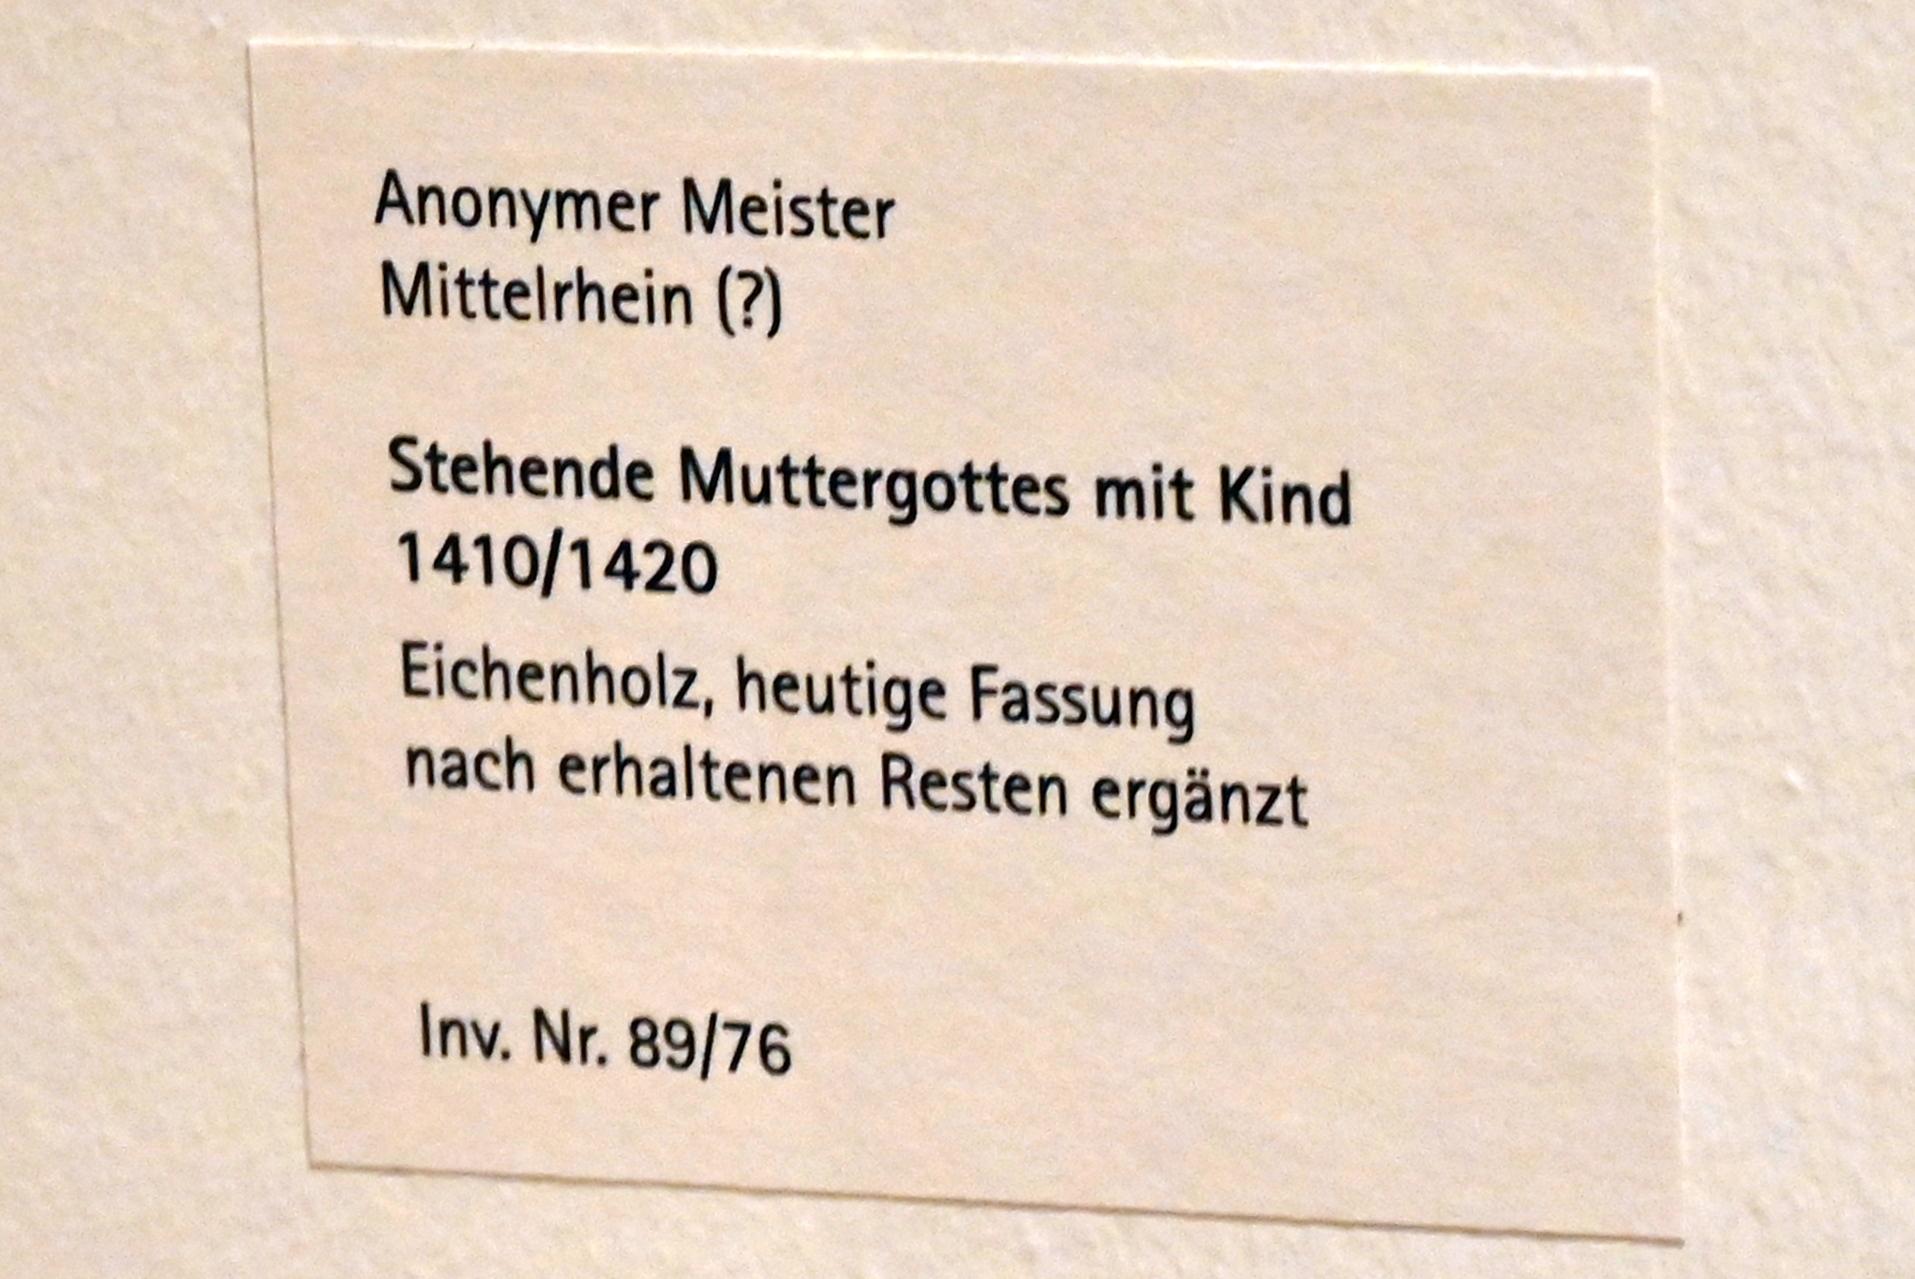 Anonymer Meister
Mittelrhein (?)
Stehende Muttergottes mit Kind
1410/1420
Eichenholz, heutige Fassung
nach erhaltenen Resten ergänzt
Inv. Nr. 89/76